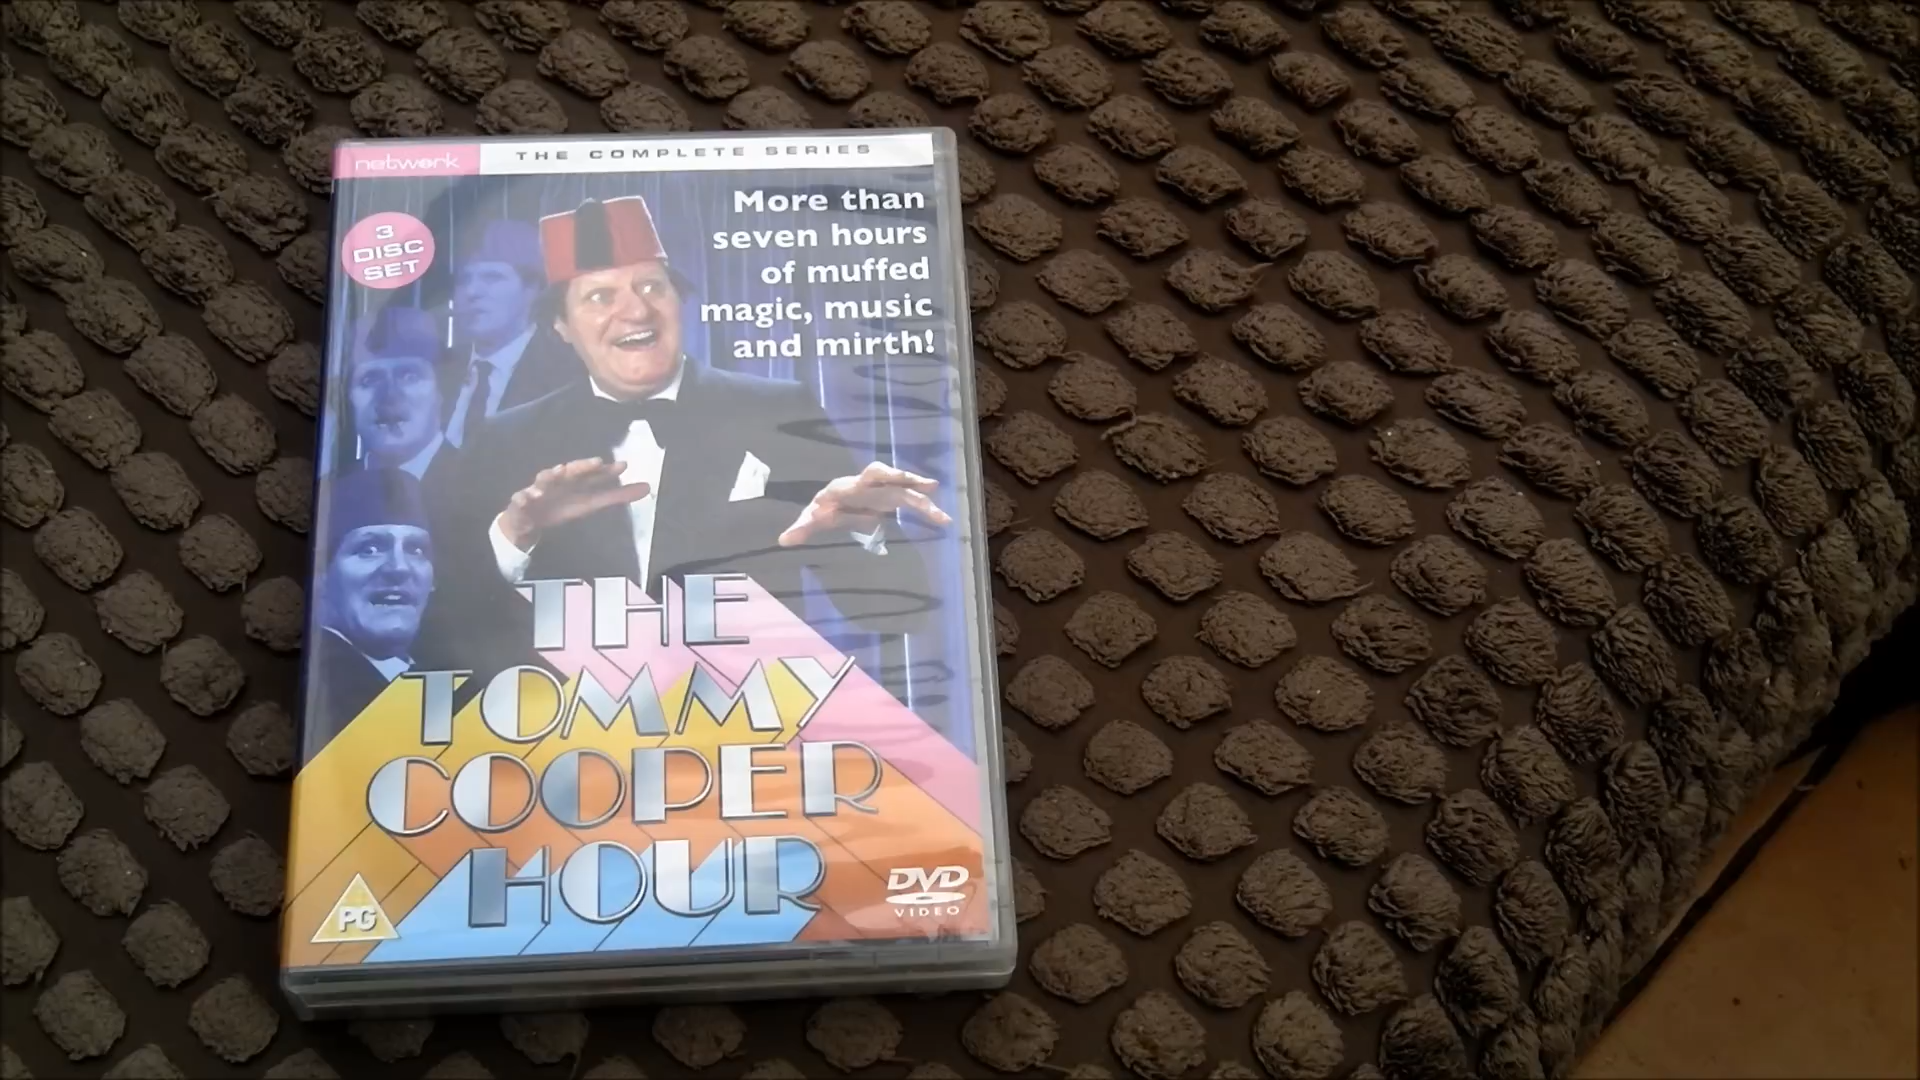 network
THE COMPLETE SERIES
3
DISC
SET
More than
seven hours
of muffed
magic, music
and mirth!
THE
TOMMY
COOPER
HOUR
PG
DVD
VIDEO